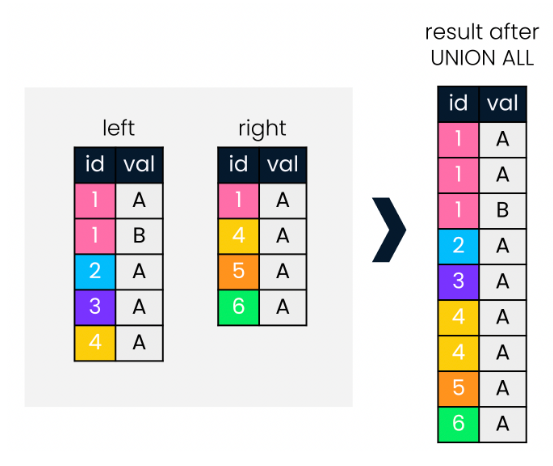 result after
UNION ALL
left
id val
1 A
1 B
2 A
3 A
4 A
right
id val
1 A
4 A
5 A
6 A
id val
1 A
1 A
1 B
2 A
3 A
4 A
4 A
5 A
6 A